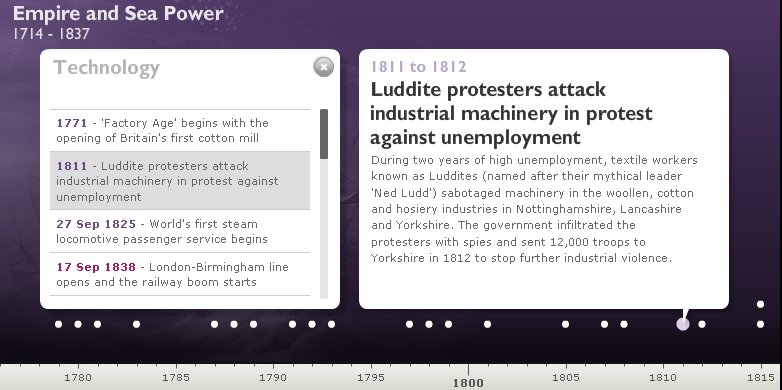 Empire and Sea Power
1714 - 1837
Technology
1771 - 'Factory Age' begins with the
opening of Britain's first cotton mill
1811 - Luddite protesters attack
industrial machinery in protest against
unemployment
27 Sep 1825 - World's first steam
locomotive passenger service begins
17 Sep 1838 - London-Birmingham line
opens and the railway boom starts
1811 to 1812
Luddite protesters attack
industrial machinery in protest
against unemployment
During two years of high unemployment, textile workers
known as Luddites (named after their mythical leader
'Ned Ludd') sabotaged machinery in the woollen, cotton
and hosiery industries in Nottinghamshire, Lancashire
and Yorkshire. The government infiltrated the
protesters with spies and sent 12,000 troops to
Yorkshire in 1812 to stop further industrial violence.
1780 1785 1790 1795 1800 1805 1810 1815